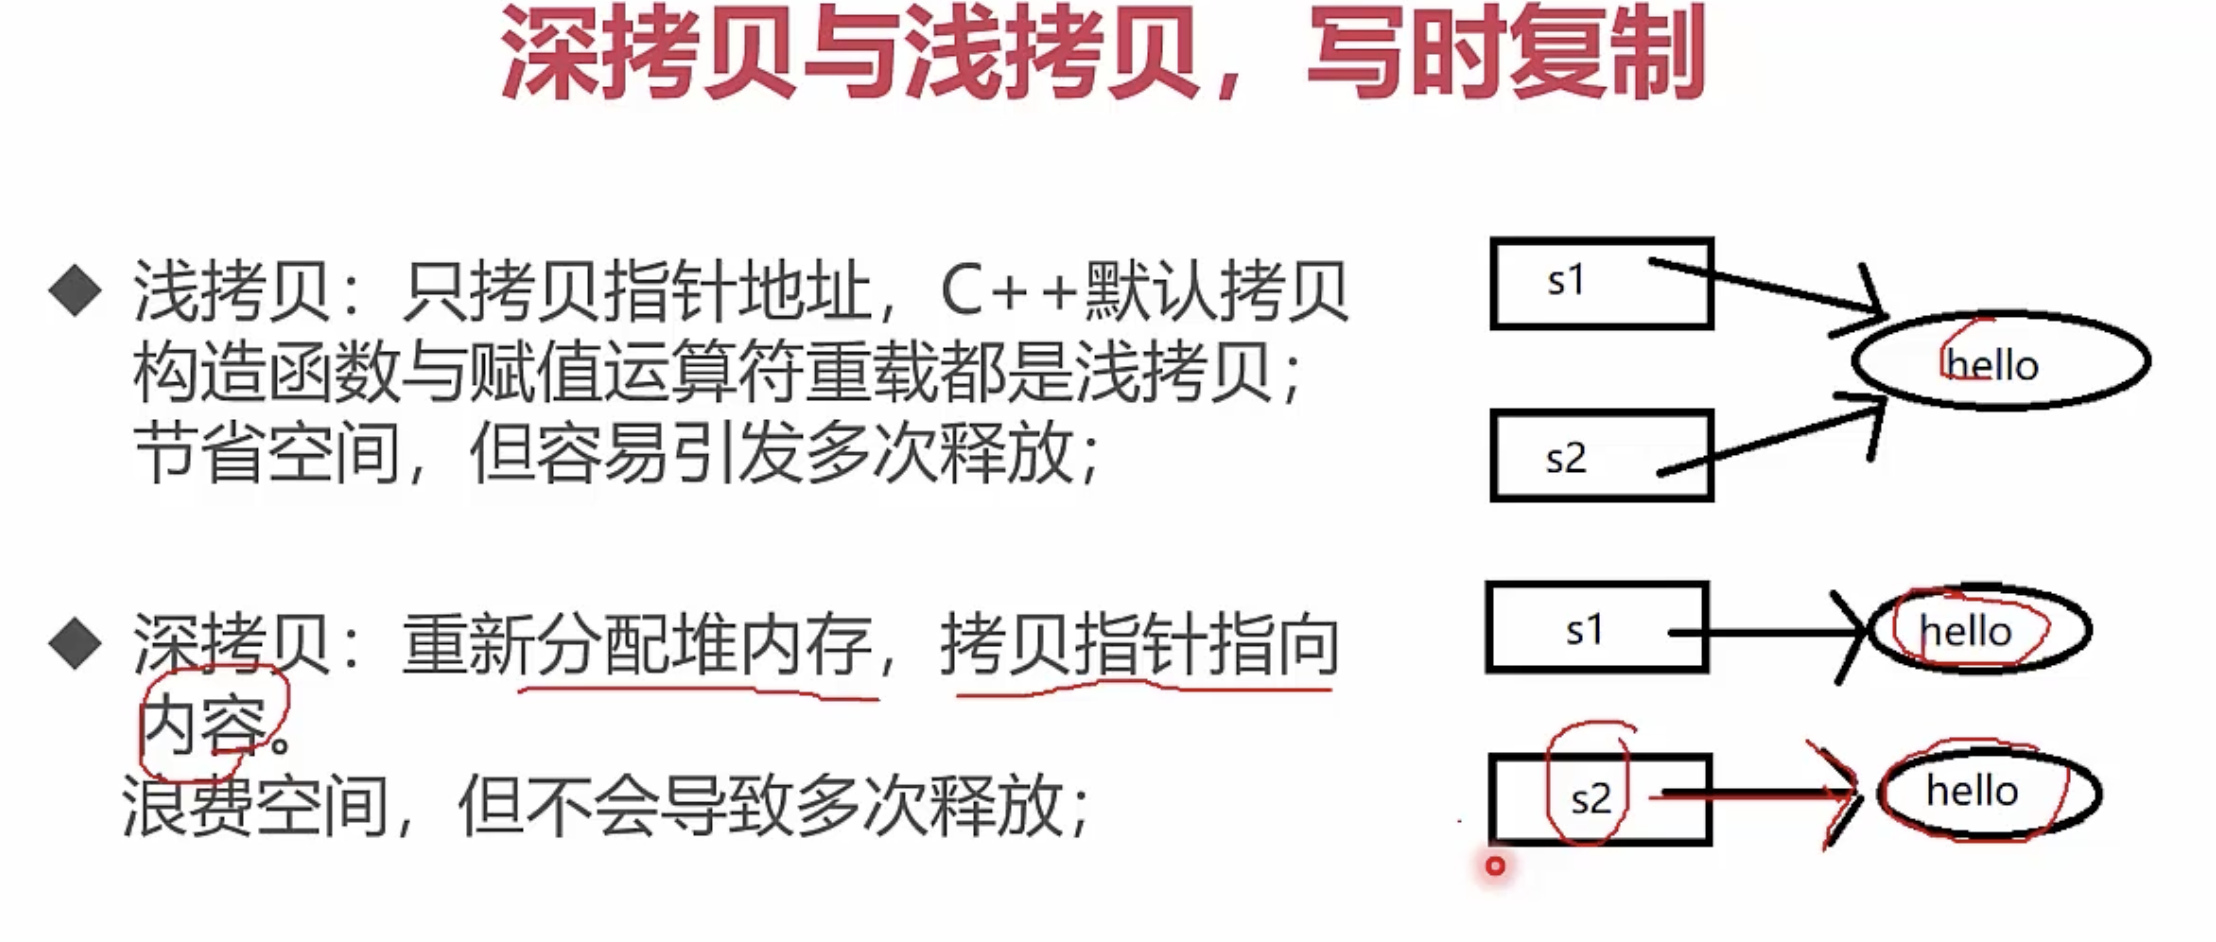 深拷贝与浅拷贝，写时复制
浅拷贝：只拷贝指针地址，C++默认拷贝
构造函数与赋值运算符重载都是浅拷贝；
节省空间，但容易引发多次释放；
s1
hello
s2
深拷贝：重新分配堆内存，拷贝指针指向
内容。
浪费空间，但不会导致多次释放；
s1
hello
s2
hello